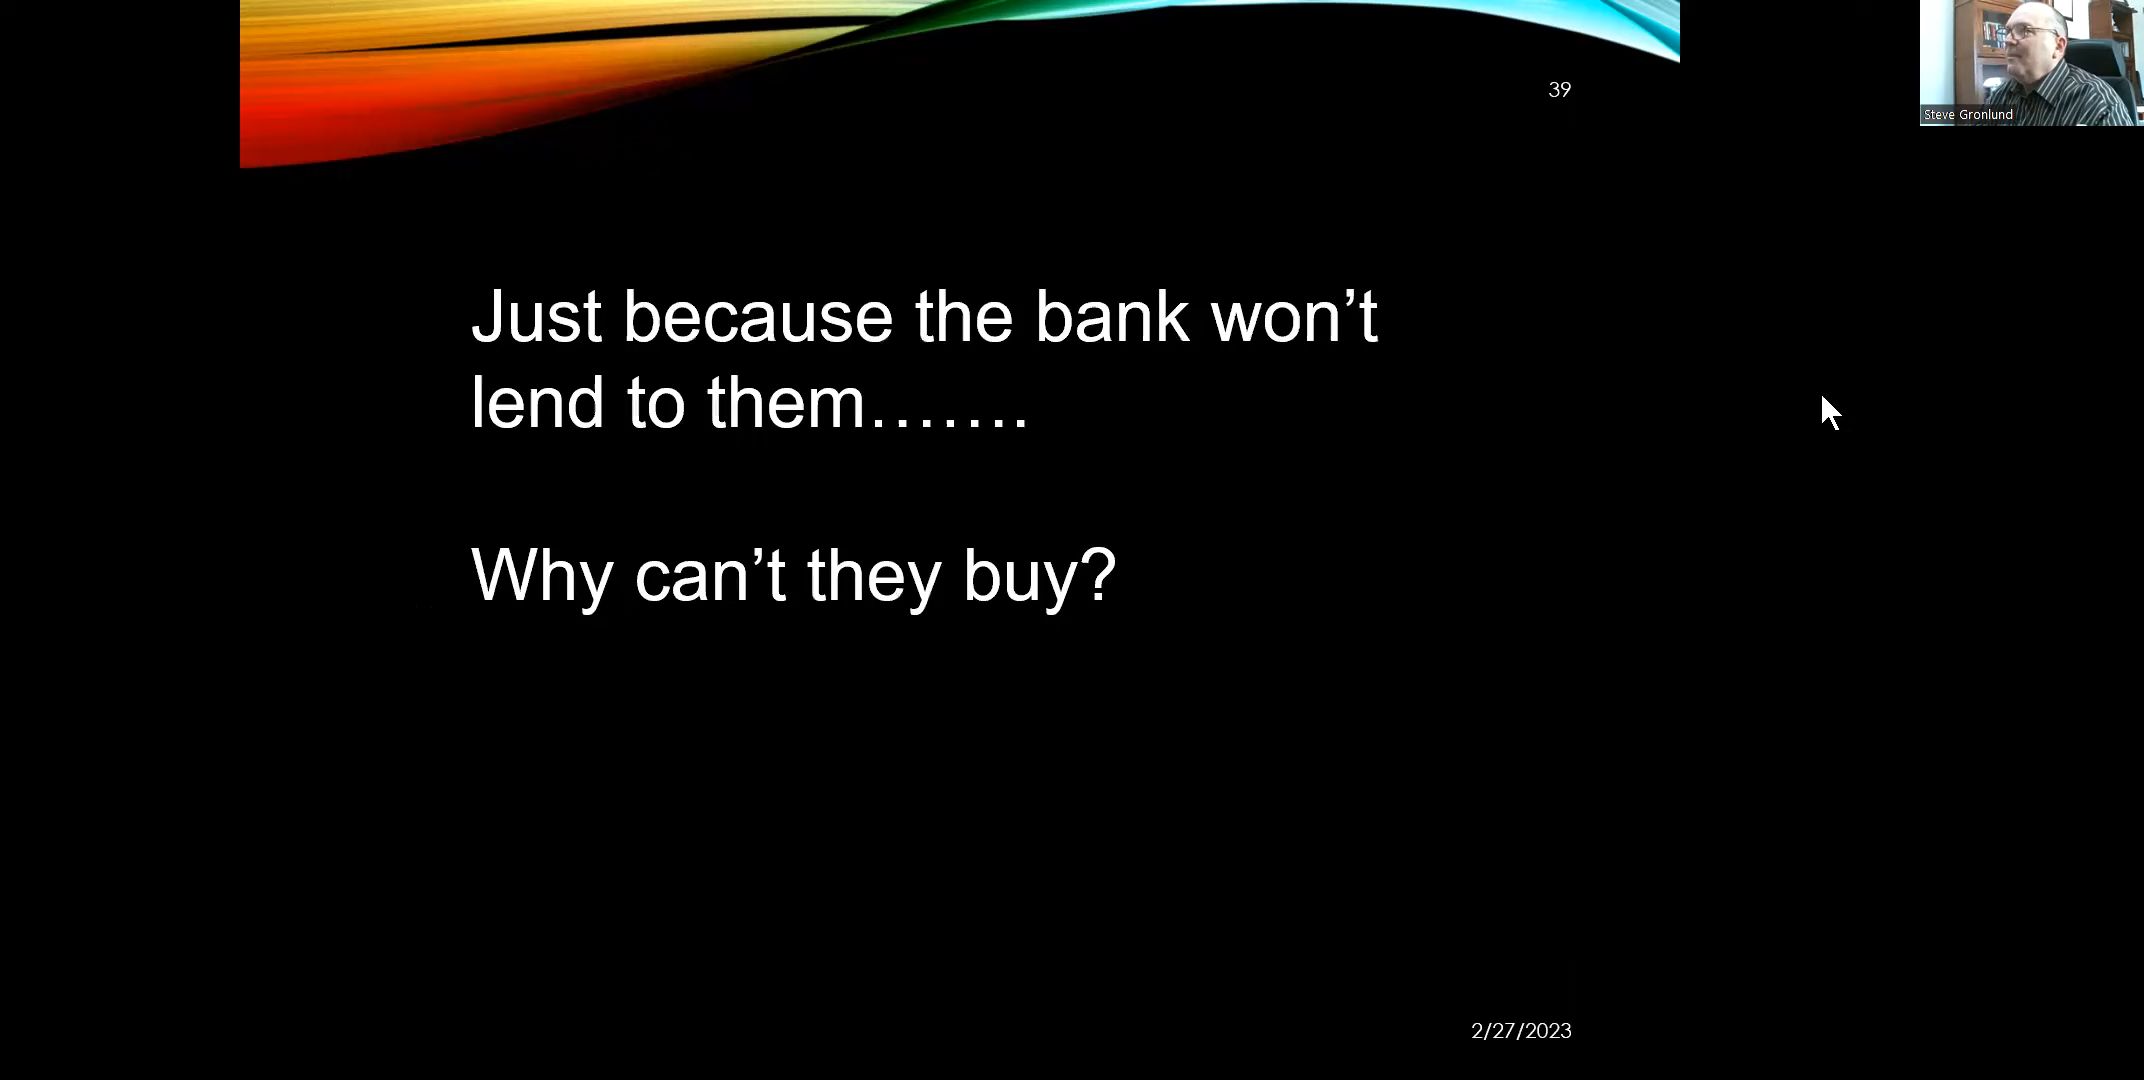 39
Steve Gronlund
Just because the bank won’t
lend to them.......
Why can’t they buy?
2/27/2023